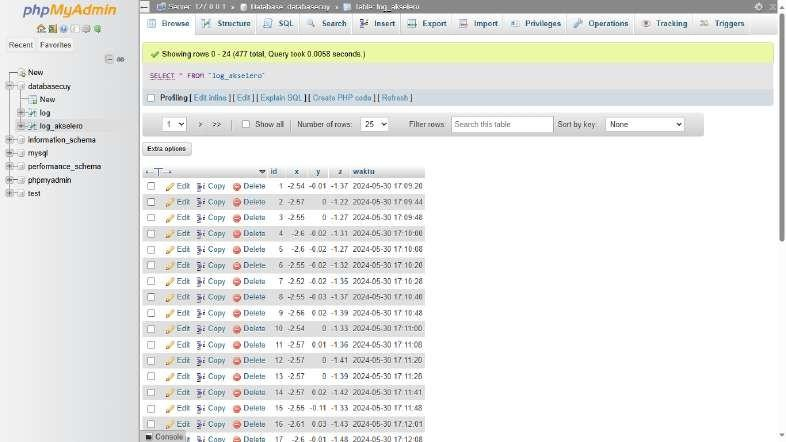 phpMyAdmin
Recent Favorites
New
databasecuy
New
log
log_akselero
information_schema
mysql
performance_schema
phpmyadmin
test
Server: 127.0.0.1 » Database: databasecuy » Table: log_akselero
Browse Structure SQL Search Insert Export Import Privileges Operations Tracking Triggers
Showing rows 0 - 24 (477 total, Query took 0.0058 seconds.)
SELECT * FROM `log_akselero`
Profiling [ Edit inline ] [ Edit ] [ Explain SQL ] [ Create PHP code ] [ Refresh ]
1 > >> Show all Number of rows: 25 Filter rows: Search this table Sort by key: None
Extra options
id x y z waktu
Edit Copy Delete 1 -2.54 -0.01 -1.37 2024-05-30 17:09:20
Edit Copy Delete 2 -2.57 0 -1.22 2024-05-30 17:09:44
Edit Copy Delete 3 -2.55 0 -1.27 2024-05-30 17:09:48
Edit Copy Delete 4 -2.6 -0.02 -1.31 2024-05-30 17:10:00
Edit Copy Delete 5 -2.6 -0.02 -1.27 2024-05-30 17:10:08
Edit Copy Delete 6 -2.55 -0.02 -1.32 2024-05-30 17:10:20
Edit Copy Delete 7 -2.52 -0.02 -1.35 2024-05-30 17:10:28
Edit Copy Delete 8 -2.55 -0.03 -1.37 2024-05-30 17:10:40
Edit Copy Delete 9 -2.56 0.02 -1.39 2024-05-30 17:10:48
Edit Copy Delete 10 -2.54 0 -1.33 2024-05-30 17:11:00
Edit Copy Delete 11 -2.57 0.01 -1.36 2024-05-30 17:11:08
Edit Copy Delete 12 -2.57 0 -1.41 2024-05-30 17:11:20
Edit Copy Delete 13 -2.57 0 -1.39 2024-05-30 17:11:28
Edit Copy Delete 14 -2.57 0.02 -1.42 2024-05-30 17:11:41
Edit Copy Delete 15 -2.55 -0.11 -1.33 2024-05-30 17:11:48
Edit Copy Delete 16 -2.61 0.03 -1.43 2024-05-30 17:12:01
Edit Copy Delete 17 -2.6 -0.01 -1.48 2024-05-30 17:12:08
Console